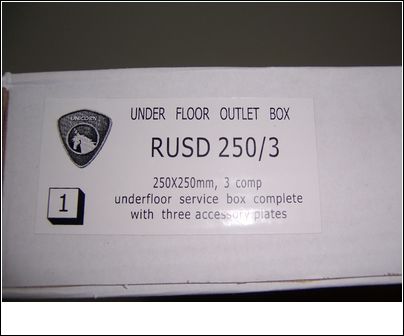 UNDER FLOOR OUTLET BOX
UNICORN
RUSD 250/3
250X250mm, 3 comp
underfloor service box complete
with three accessory plates
1